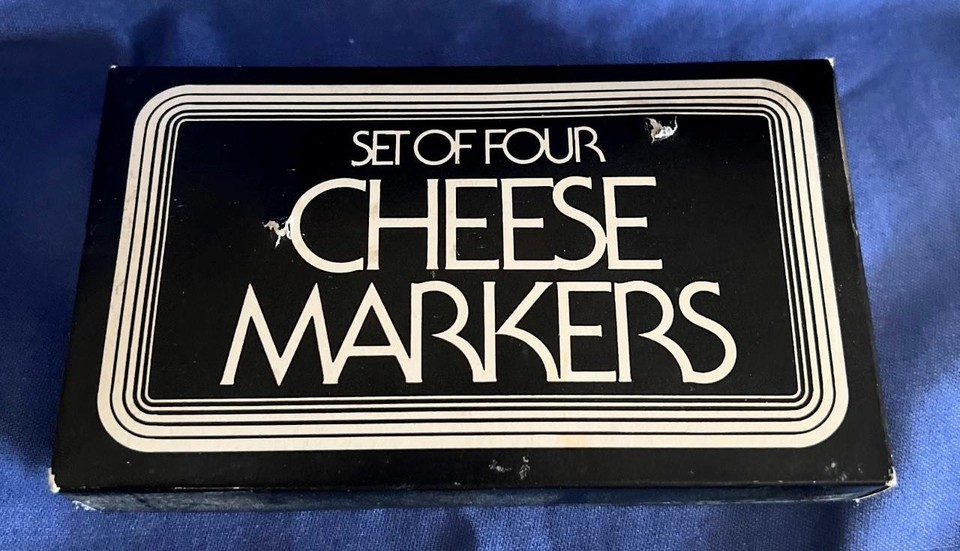 SET OF FOUR
CHEESE
MARKERS